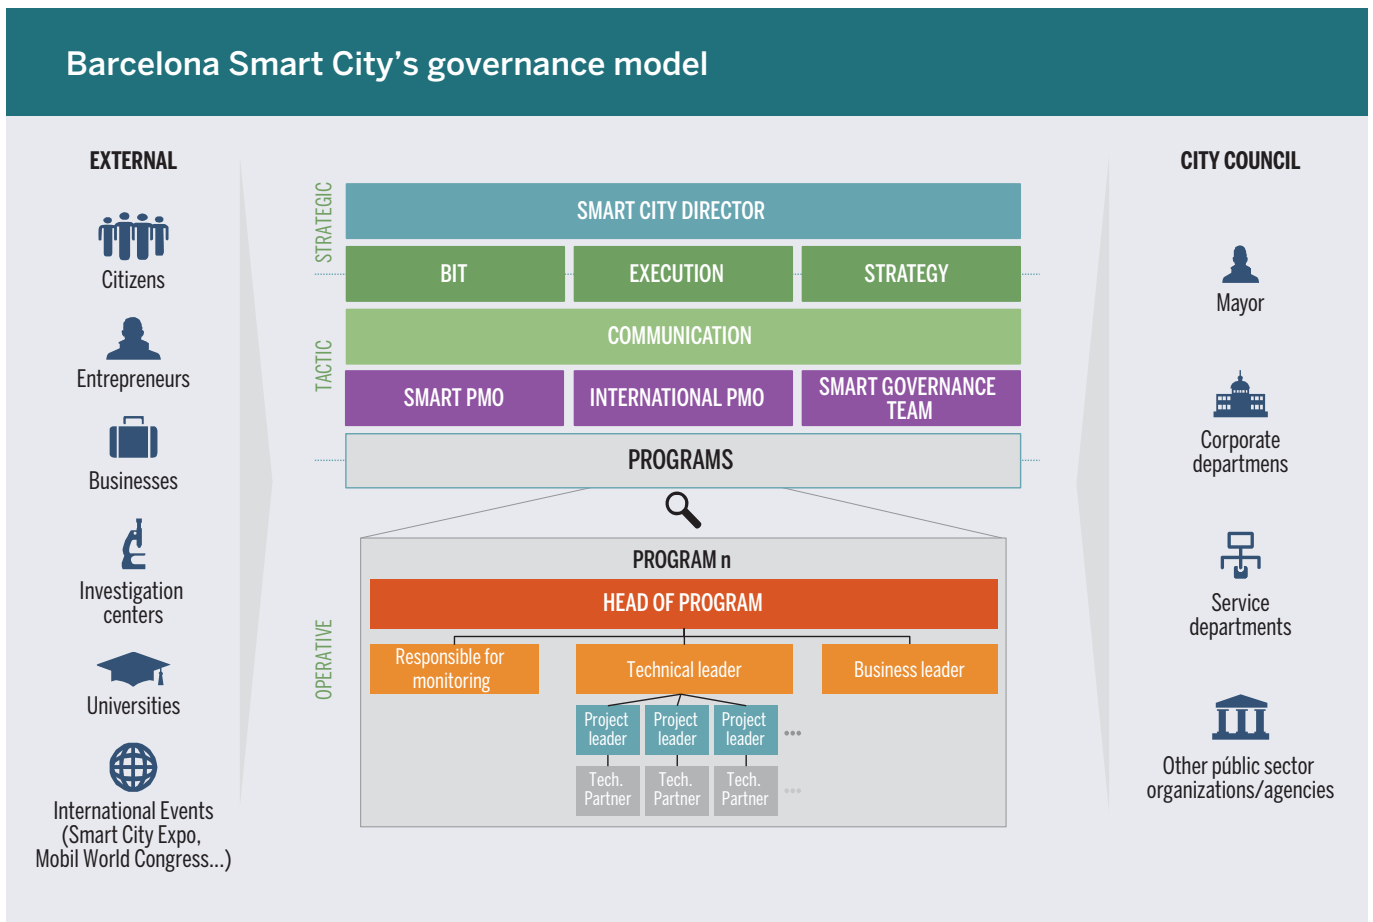 Barcelona Smart City’s governance model
EXTERNAL
Citizens
Entrepreneurs
Businesses
Investigation
centers
Universities
International Events
(Smart City Expo,
Mobil World Congress...)
STRATEGIC
SMART CITY DIRECTOR
BIT
EXECUTION
STRATEGY
TACTIC
COMMUNICATION
SMART PMO
INTERNATIONAL PMO
SMART GOVERNANCE
TEAM
PROGRAMS
OPERATIVE
PROGRAM n
HEAD OF PROGRAM
Responsible for
monitoring
Technical leader
Business leader
Project
leader
Project
leader
Project
leader
...
Tech.
Partner
Tech.
Partner
Tech.
Partner
...
CITY COUNCIL
Mayor
Corporate
departmens
Service
departments
Other públic sector
organizations/agencies